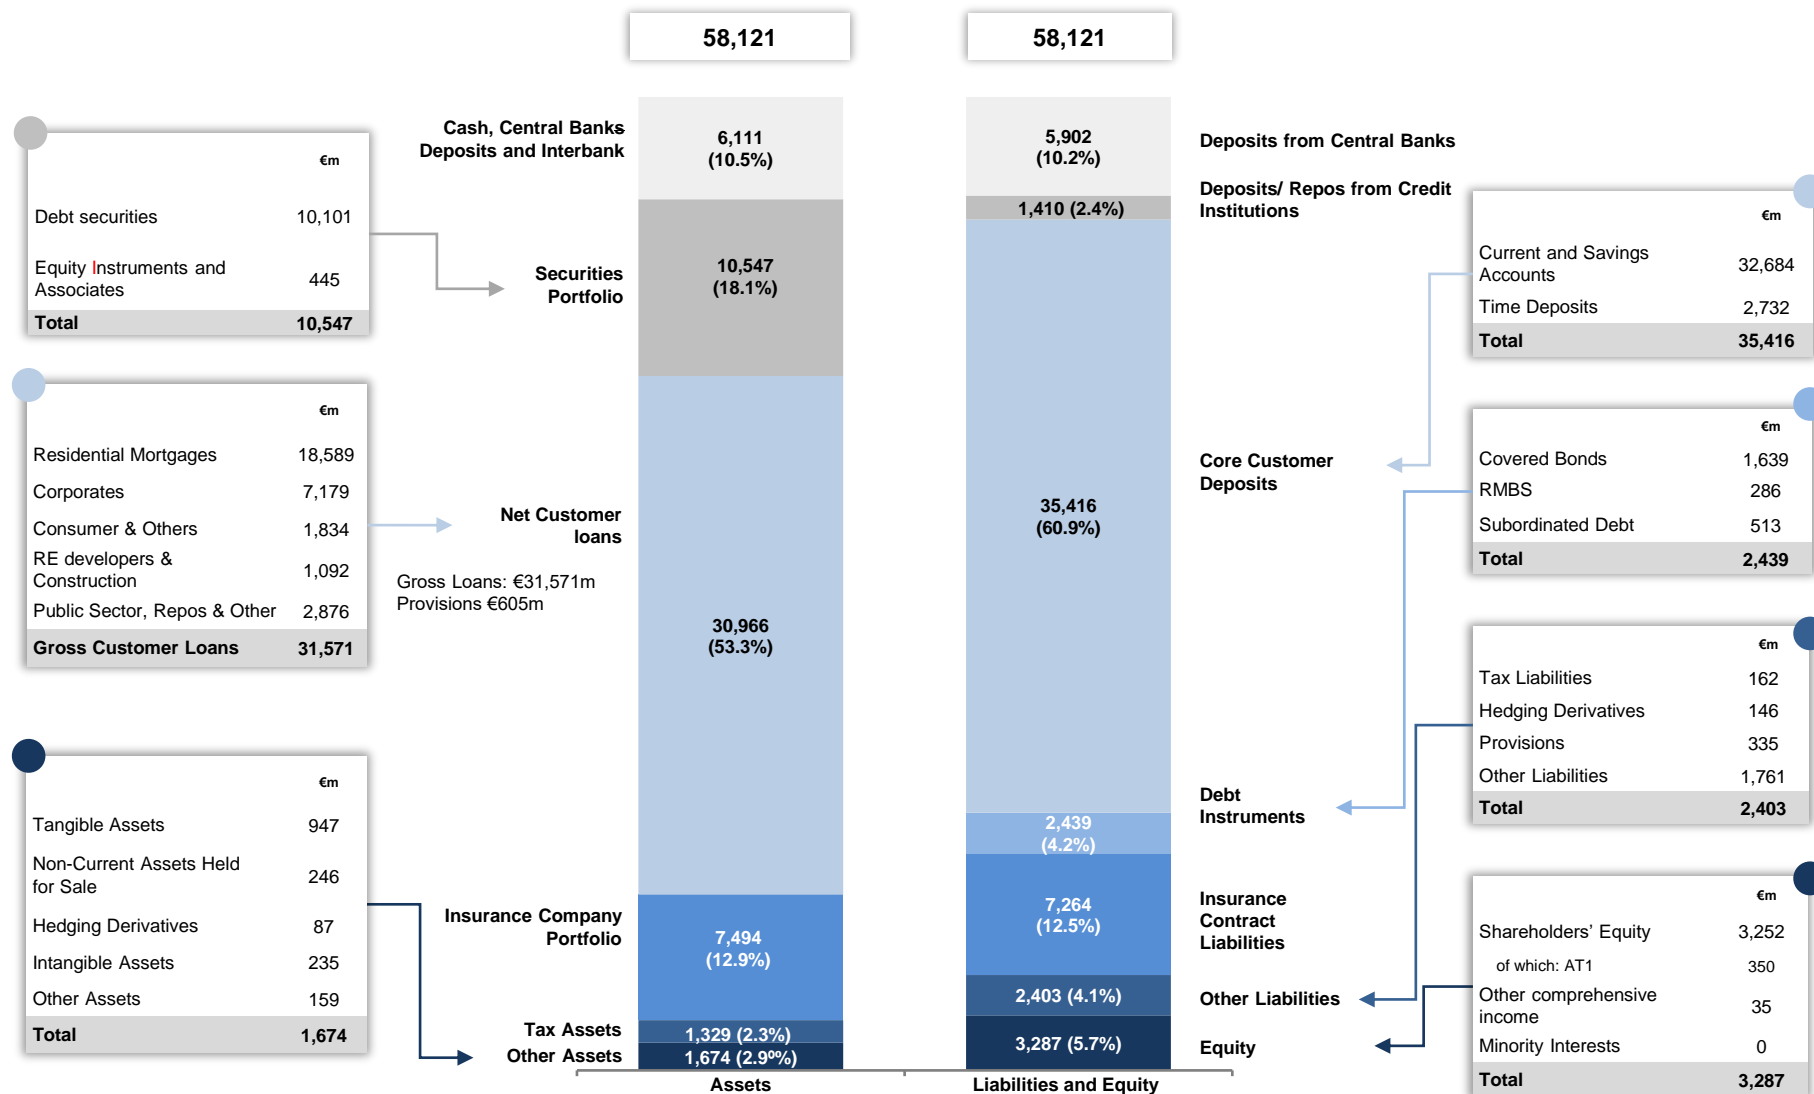 58,121
58,121
€m
Debt securities 10,101
Equity Instruments and
Associates 445
Total 10,547
€m
Residential Mortgages 18,589
Corporates 7,179
Consumer & Others 1,834
RE developers &
Construction 1,092
Public Sector, Repos & Other 2,876
Gross Customer Loans 31,571
€m
Tangible Assets 947
Non-Current Assets Held
for Sale 246
Hedging Derivatives 87
Intangible Assets 235
Other Assets 159
Total 1,674
Cash, Central Banks
Deposits and Interbank
Securities
Portfolio
Net Customer
loans
Gross Loans: €31,571m
Provisions €605m
Insurance Company
Portfolio
Tax Assets
Other Assets
6,111
(10.5%)
10,547
(18.1%)
30,966
(53.3%)
7,494
(12.9%)
1,329 (2.3%)
1,674 (2.9%)
Assets
5,902
(10.2%)
1,410 (2.4%)
35,416
(60.9%)
2,439
(4.2%)
7,264
(12.5%)
2,403 (4.1%)
3,287 (5.7%)
Liabilities and Equity
Deposits from Central Banks
Deposits/ Repos from Credit
Institutions
Core Customer
Deposits
Debt
Instruments
Insurance
Contract
Liabilities
Other Liabilities
Equity
€m
Current and Savings
Accounts 32,684
Time Deposits 2,732
Total 35,416
€m
Covered Bonds 1,639
RMBS 286
Subordinated Debt 513
Total 2,439
€m
Tax Liabilities 162
Hedging Derivatives 146
Provisions 335
Other Liabilities 1,761
Total 2,403
€m
Shareholders’ Equity 3,252
of which: AT1 350
Other comprehensive
income 35
Minority Interests 0
Total 3,287